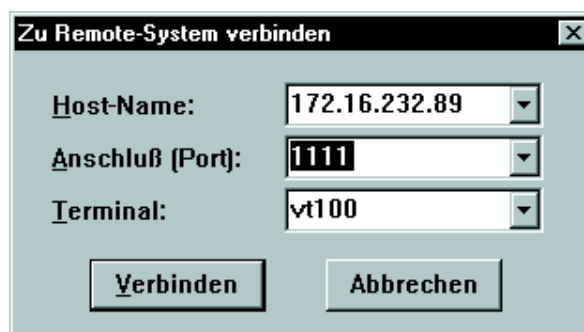 Zu Remote-System verbinden
Host-Name: 172.16.232.89
Anschluß (Port): 1111
Terminal: vt100
Verbinden Abbrechen